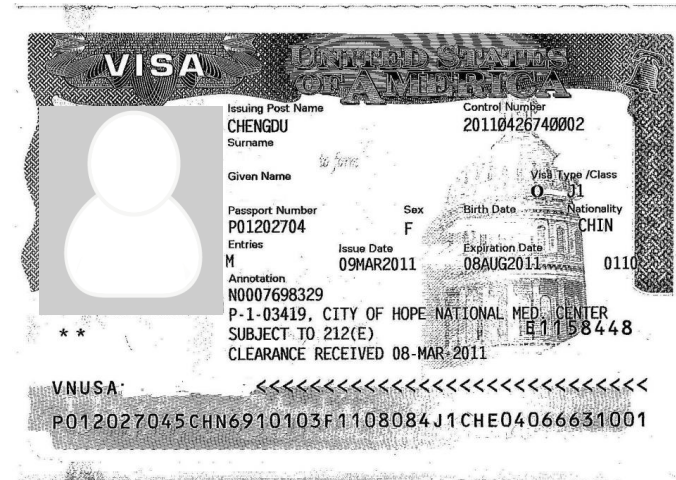 VISA UNITED STATES OF AMERICA
Issuing Post Name Control Number
CHENGDU 20110426740002
Surname
Given Name Visa Type /Class
O J1
Passport Number Sex Birth Date Nationality
P01202704 F CHIN
Entries Issue Date Expiration Date
M 09MAR2011 08AUG2011 0110
Annotation
N0007698329
P-1-03419, CITY OF HOPE NATIONAL MED. CENTER
** SUBJECT TO 212(E) E1158448
CLEARANCE RECEIVED 08-MAR-2011
VNUSA <<<<<<<<<<<<<<<<<<<<<<<<<<<<<<
P012027045CHN6910103F1108084J1CHE04066631001